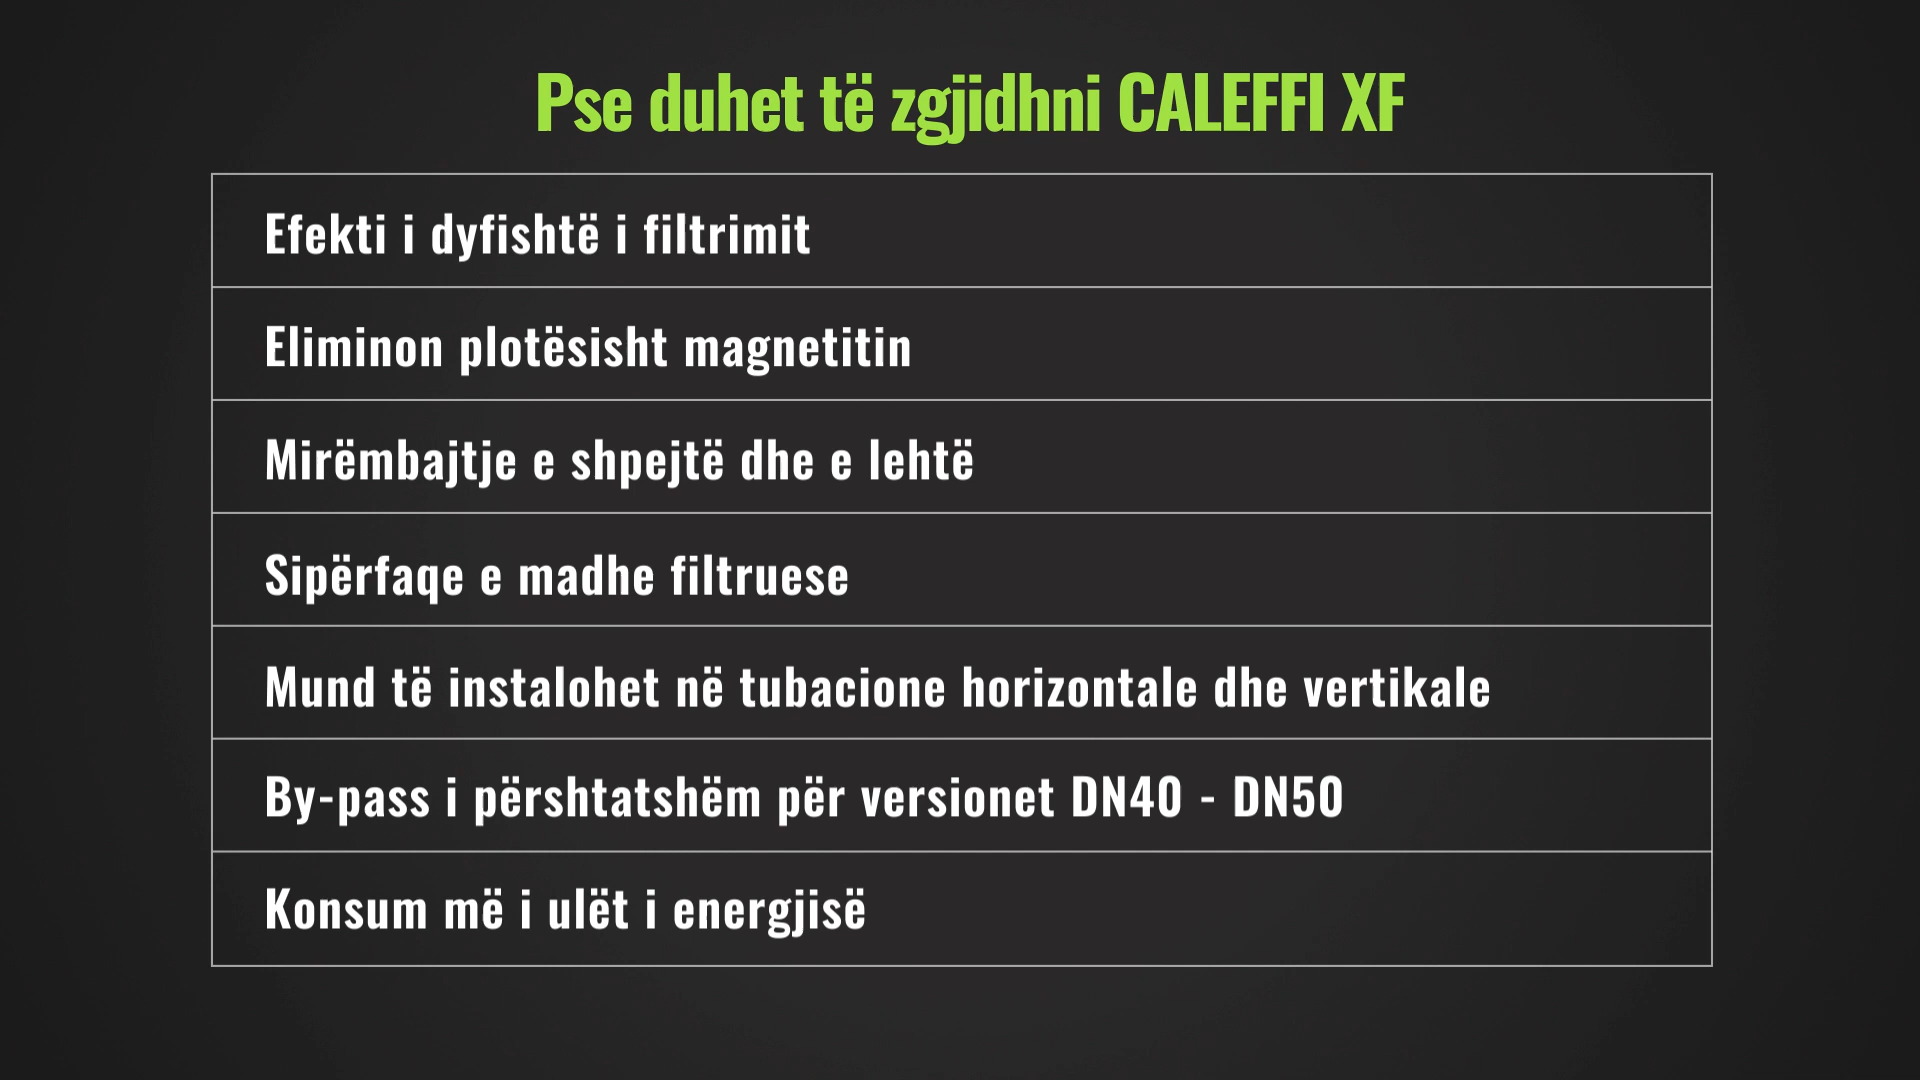 Pse duhet të zgjidhni CALEFFI XF
Efekti i dyfishtë i filtrimit
Eliminon plotësisht magnetitin
Mirëmbajtje e shpejtë dhe e lehtë
Sipërfaqe e madhe filtruese
Mund të instalohet në tubacione horizontale dhe vertikale
By-pass i përshtatshëm për versionet DN40 - DN50
Konsum më i ulët i energjisë